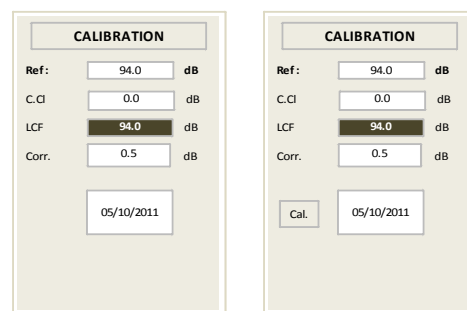 CALIBRATION
Ref: 94.0 dB
C.Cl 0.0 dB
LCF 94.0 dB
Corr. 0.5 dB
05/10/2011
CALIBRATION
Ref: 94.0 dB
C.Cl 0.0 dB
LCF 94.0 dB
Corr. 0.5 dB
Cal. 05/10/2011